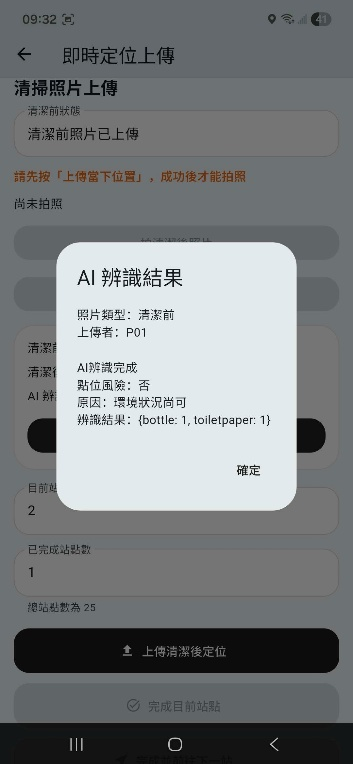 09:32
41
即時定位上傳
清掃照片上傳
清潔前狀態
清潔前照片已上傳
請先按「上傳當下位置」，成功後才能拍照
尚未拍照
AI 辨識結果
照片類型：清潔前
上傳者：P01
AI辨識完成
點位風險：否
原因：環境狀況尚可
辨識結果：{bottle: 1, toiletpaper: 1}
確定
清潔前
清潔後
AI 辨
目前站
2
已完成站點數
1
總站點數為 25
上傳清潔後定位
完成目前站點